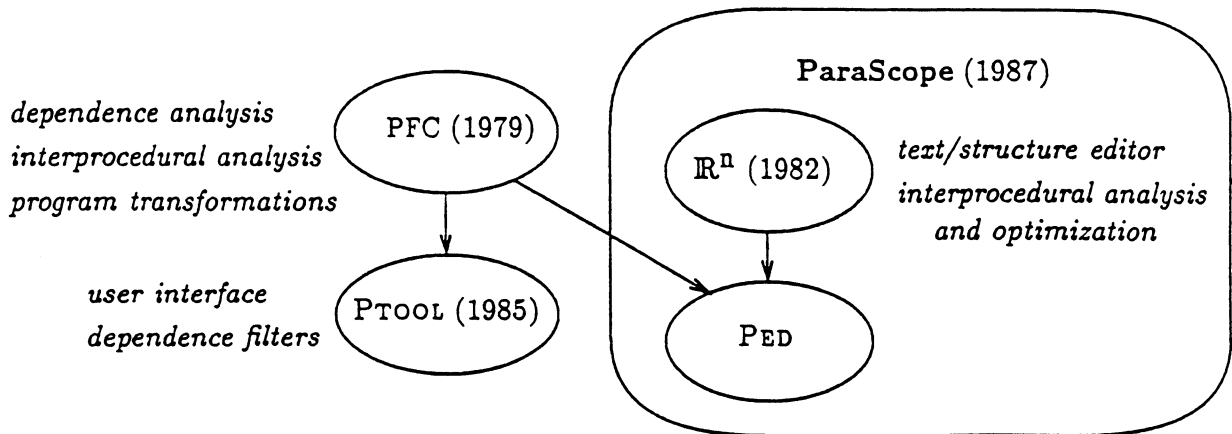 ParaScope (1987)
dependence analysis
interprocedural analysis
program transformations
PFC (1979)
ℝⁿ (1982)
text/structure editor
interprocedural analysis
and optimization
user interface
dependence filters
PTOOL (1985)
PED